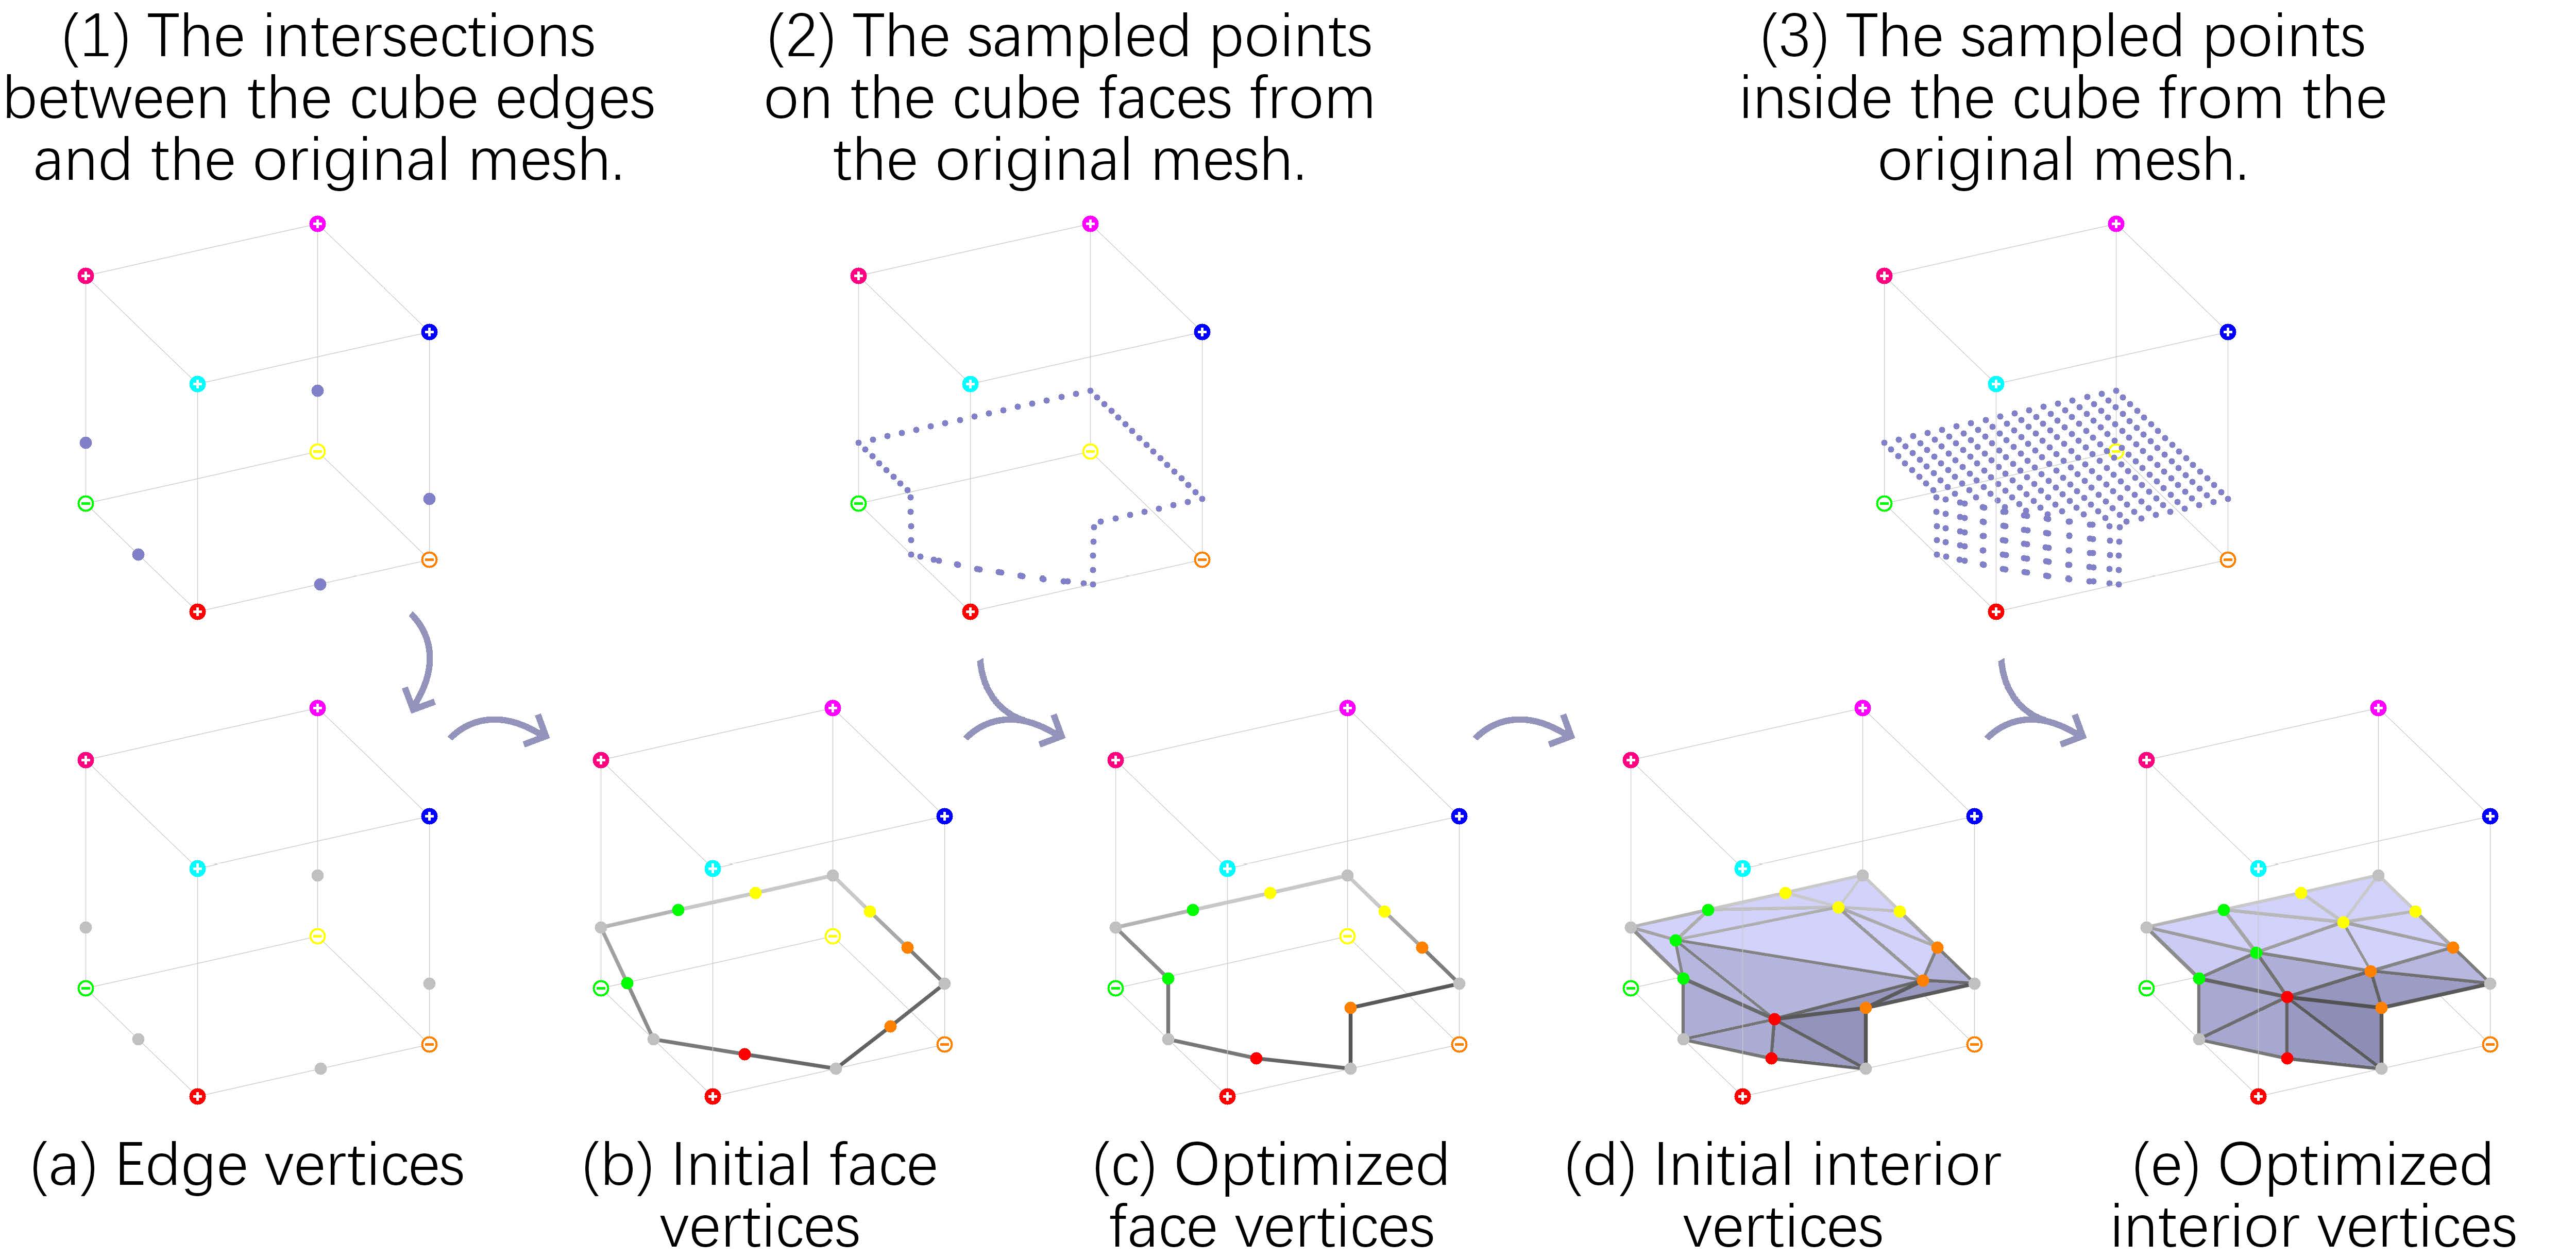 (1) The intersections
between the cube edges
and the original mesh.
(2) The sampled points
on the cube faces from
the original mesh.
(3) The sampled points
inside the cube from the
original mesh.
(a) Edge vertices
(b) Initial face
vertices
(c) Optimized
face vertices
(d) Initial interior
vertices
(e) Optimized
interior vertices